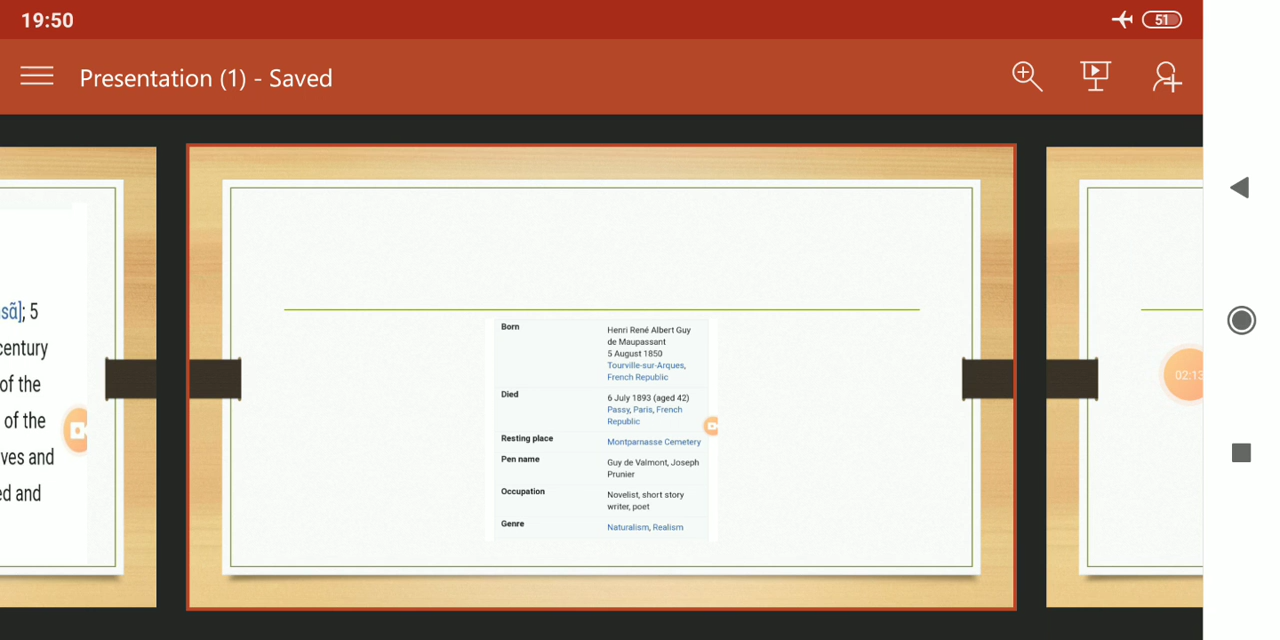 19:50
51
Presentation (1) - Saved
sã]; 5
century
of the
of the
ves and
ed and
Born
Henri René Albert Guy
de Maupassant
5 August 1850
Tourville-sur-Arques,
French Republic
Died
6 July 1893 (aged 42)
Passy, Paris, French
Republic
Resting place
Montparnasse Cemetery
Pen name
Guy de Valmont, Joseph
Prunier
Occupation
Novelist, short story
writer, poet
Genre
Naturalism, Realism
02:13